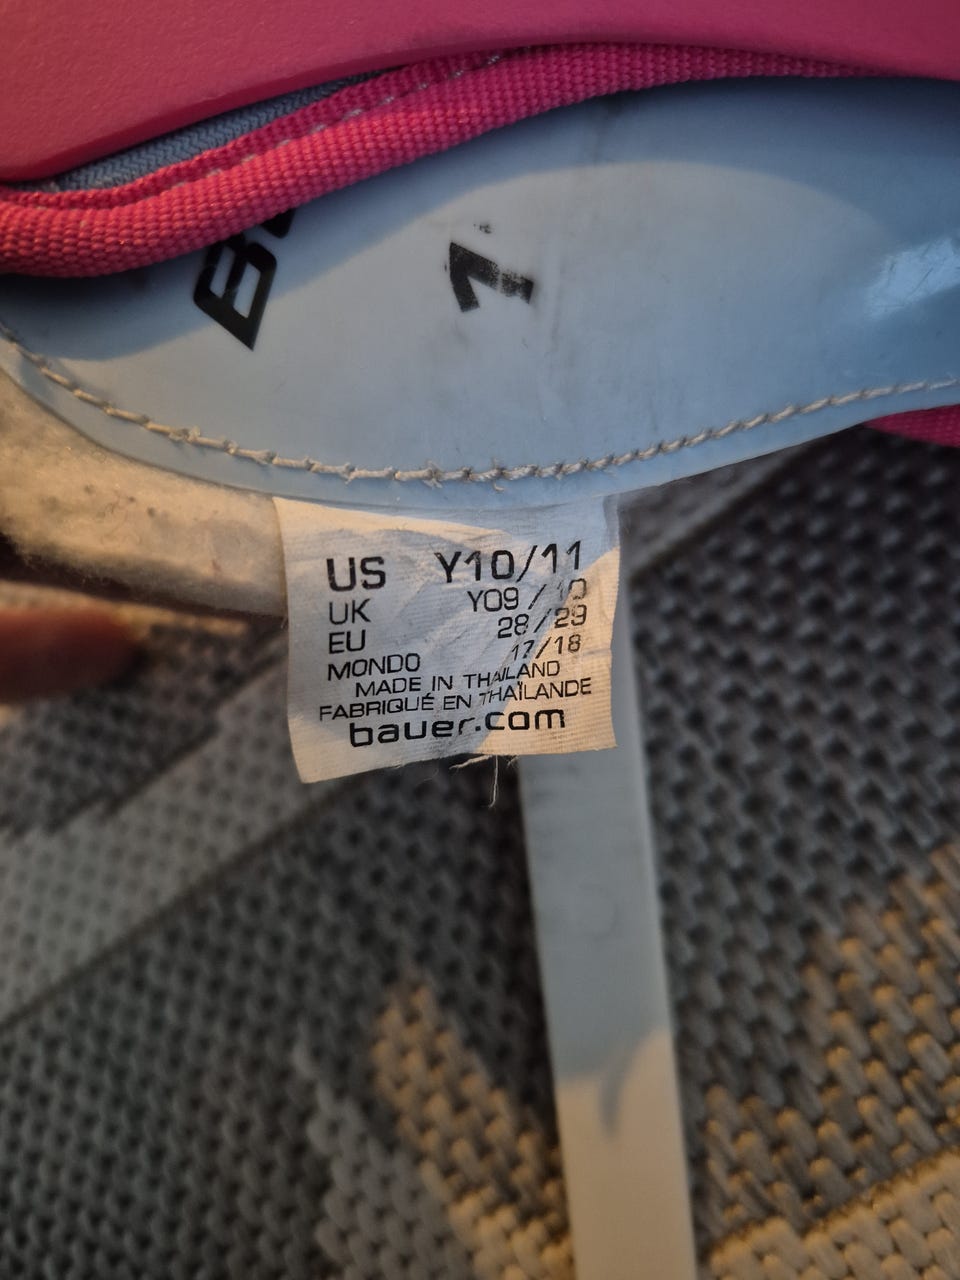 1
US Y10/11
UK Y09/10
EU 28/29
MONDO 17/18
MADE IN THAILAND
FABRIQUÉ EN THAÏLANDE
bauer.com